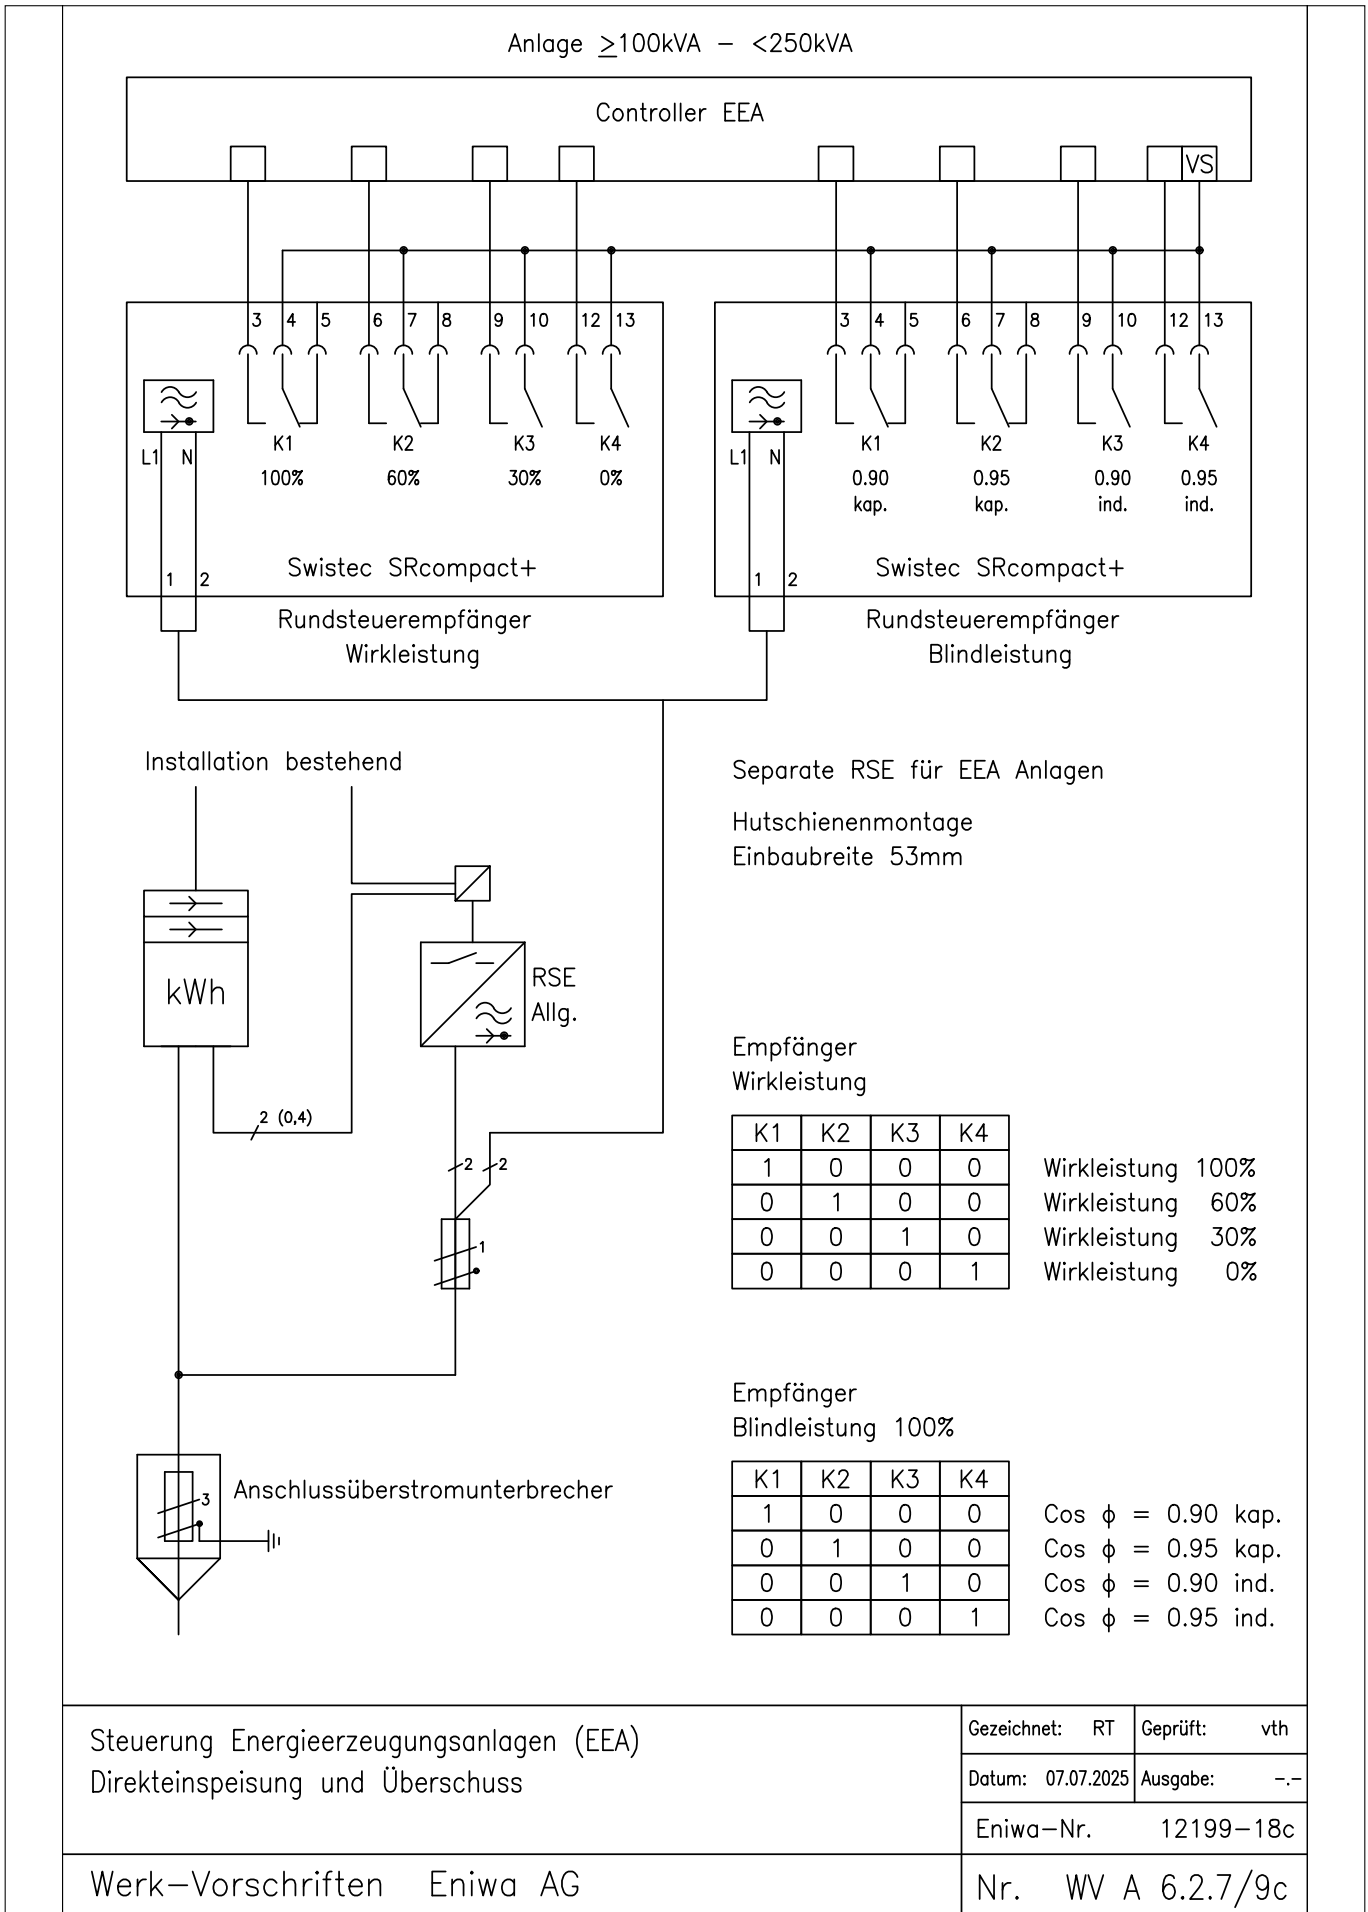 Anlage ≥100kVA – <250kVA
Controller EEA
VS
3 4 5 6 7 8 9 10 12 13
3 4 5 6 7 8 9 10 12 13
K1 K2 K3 K4
K1 K2 K3 K4
L1 N
L1 N
100% 60% 30% 0%
0.90 0.95 0.90 0.95
kap. kap. ind. ind.
Swistec SRcompact+
Swistec SRcompact+
1 2
1 2
Rundsteuerempfänger
Wirkleistung
Rundsteuerempfänger
Blindleistung
Installation bestehend
Separate RSE für EEA Anlagen
Hutschienenmontage
Einbaubreite 53mm
kWh
RSE
Allg.
2 (0,4)
2 2
1
Empfänger
Wirkleistung
K1 K2 K3 K4
1 0 0 0 Wirkleistung 100%
0 1 0 0 Wirkleistung 60%
0 0 1 0 Wirkleistung 30%
0 0 0 1 Wirkleistung 0%
Empfänger
Blindleistung 100%
K1 K2 K3 K4
1 0 0 0 Cos ϕ = 0.90 kap.
0 1 0 0 Cos ϕ = 0.95 kap.
0 0 1 0 Cos ϕ = 0.90 ind.
0 0 0 1 Cos ϕ = 0.95 ind.
3
Anschlussüberstromunterbrecher
Steuerung Energieerzeugungsanlagen (EEA)
Direkteinspeisung und Überschuss
Gezeichnet: RT Geprüft: vth
Datum: 07.07.2025 Ausgabe: –.–
Eniwa–Nr. 12199–18c
Werk–Vorschriften Eniwa AG
Nr. WV A 6.2.7/9c